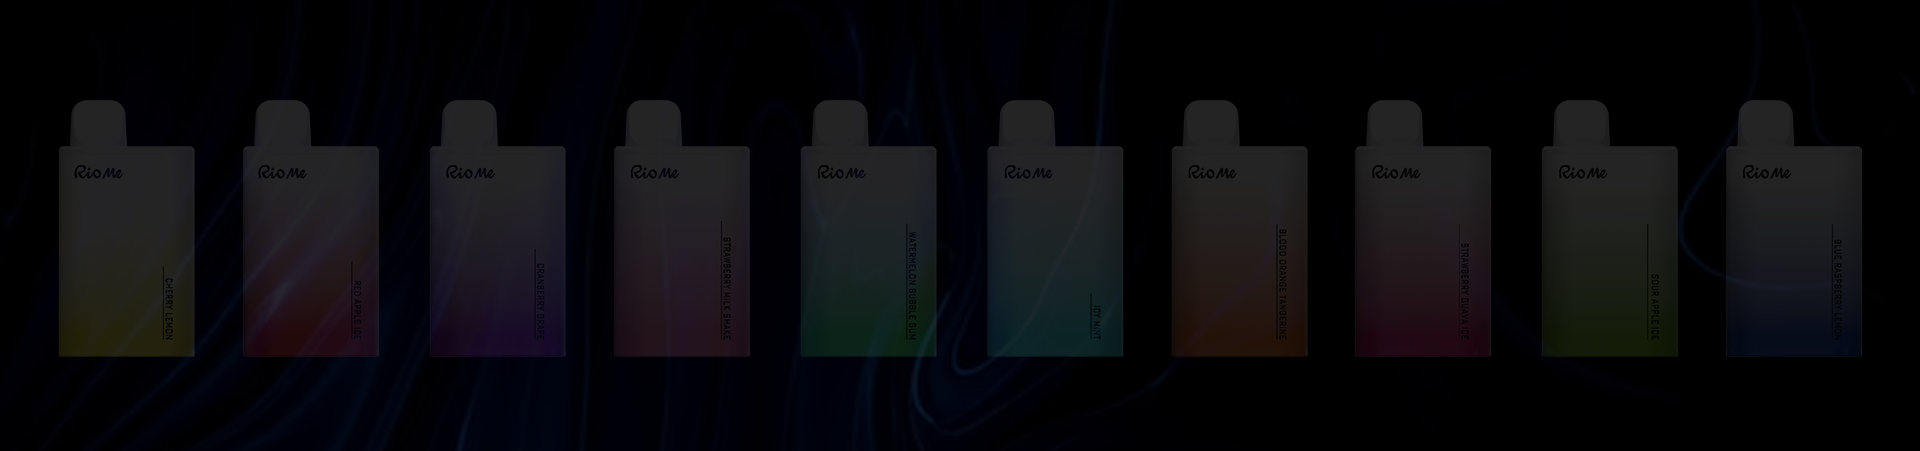 RioMe
CHERRY LEMON
RioMe
RED APPLE ICE
RioMe
CRANBERRY GRAPE
RioMe
STRAWBERRY MILK SHAKE
RioMe
WATERMELON BUBBLE GUM
RioMe
ICY MINT
RioMe
BLOOD ORANGE TANGERINE
RioMe
STRAWBERRY GUAVA ICE
RioMe
SOUR APPLE ICE
RioMe
BLUE RASPBERRY LEMON